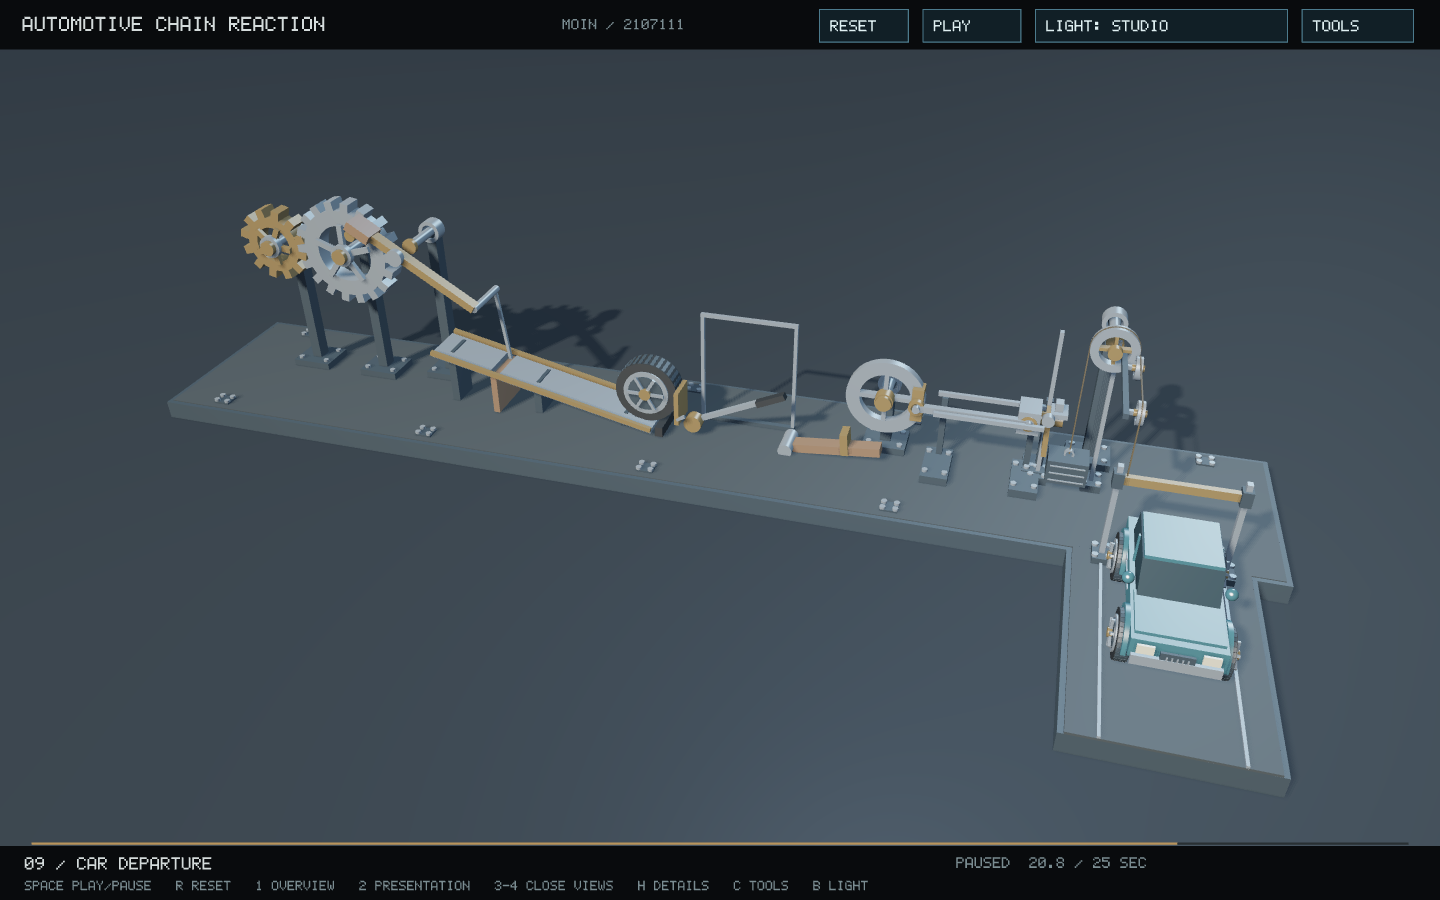 AUTOMOTIVE CHAIN REACTION
MOIN / 2107111
RESET
PLAY
LIGHT: STUDIO
TOOLS
09 / CAR DEPARTURE
PAUSED 20.8 / 25 SEC
SPACE PLAY/PAUSE R RESET 1 OVERVIEW 2 PRESENTATION 3-4 CLOSE VIEWS H DETAILS C TOOLS B LIGHT